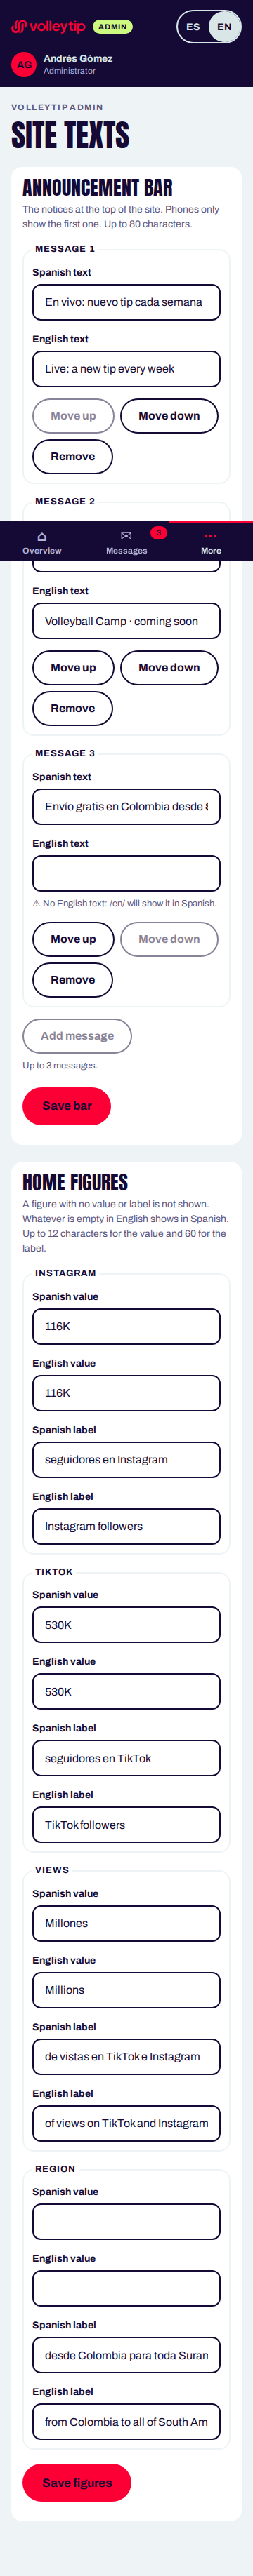 volleytip ADMIN
ES EN
AG
Andrés Gómez
Administrator
VOLLEYTIP ADMIN
SITE TEXTS
ANNOUNCEMENT BAR
The notices at the top of the site. Phones only
show the first one. Up to 80 characters.
MESSAGE 1
Spanish text
En vivo: nuevo tip cada semana
English text
Live: a new tip every week
Move up Move down
Remove
MESSAGE 2
Overview
Messages
3
More
English text
Volleyball Camp · coming soon
Move up Move down
Remove
MESSAGE 3
Spanish text
Envío gratis en Colombia desde
English text
⚠ No English text: /en/ will show it in Spanish.
Move up Move down
Remove
Add message
Up to 3 messages.
Save bar
HOME FIGURES
A figure with no value or label is not shown.
Whatever is empty in English shows in Spanish.
Up to 12 characters for the value and 60 for the
label.
INSTAGRAM
Spanish value
116K
English value
116K
Spanish label
seguidores en Instagram
English label
Instagram followers
TIKTOK
Spanish value
530K
English value
530K
Spanish label
seguidores en TikTok
English label
TikTok followers
VIEWS
Spanish value
Millones
English value
Millions
Spanish label
de vistas en TikTok e Instagram
English label
of views on TikTok and Instagram
REGION
Spanish value
English value
Spanish label
desde Colombia para toda Suram
English label
from Colombia to all of South Am
Save figures